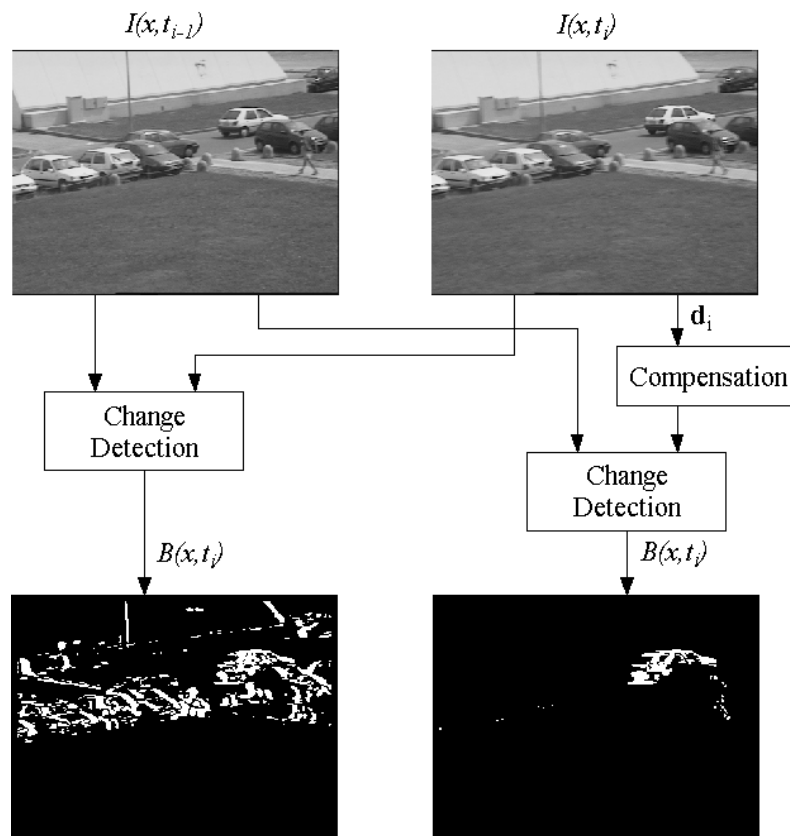 I(x,t_{i-1})
I(x,t_i)
d_i
Compensation
Change
Detection
Change
Detection
B(x,t_i)
B(x,t_i)